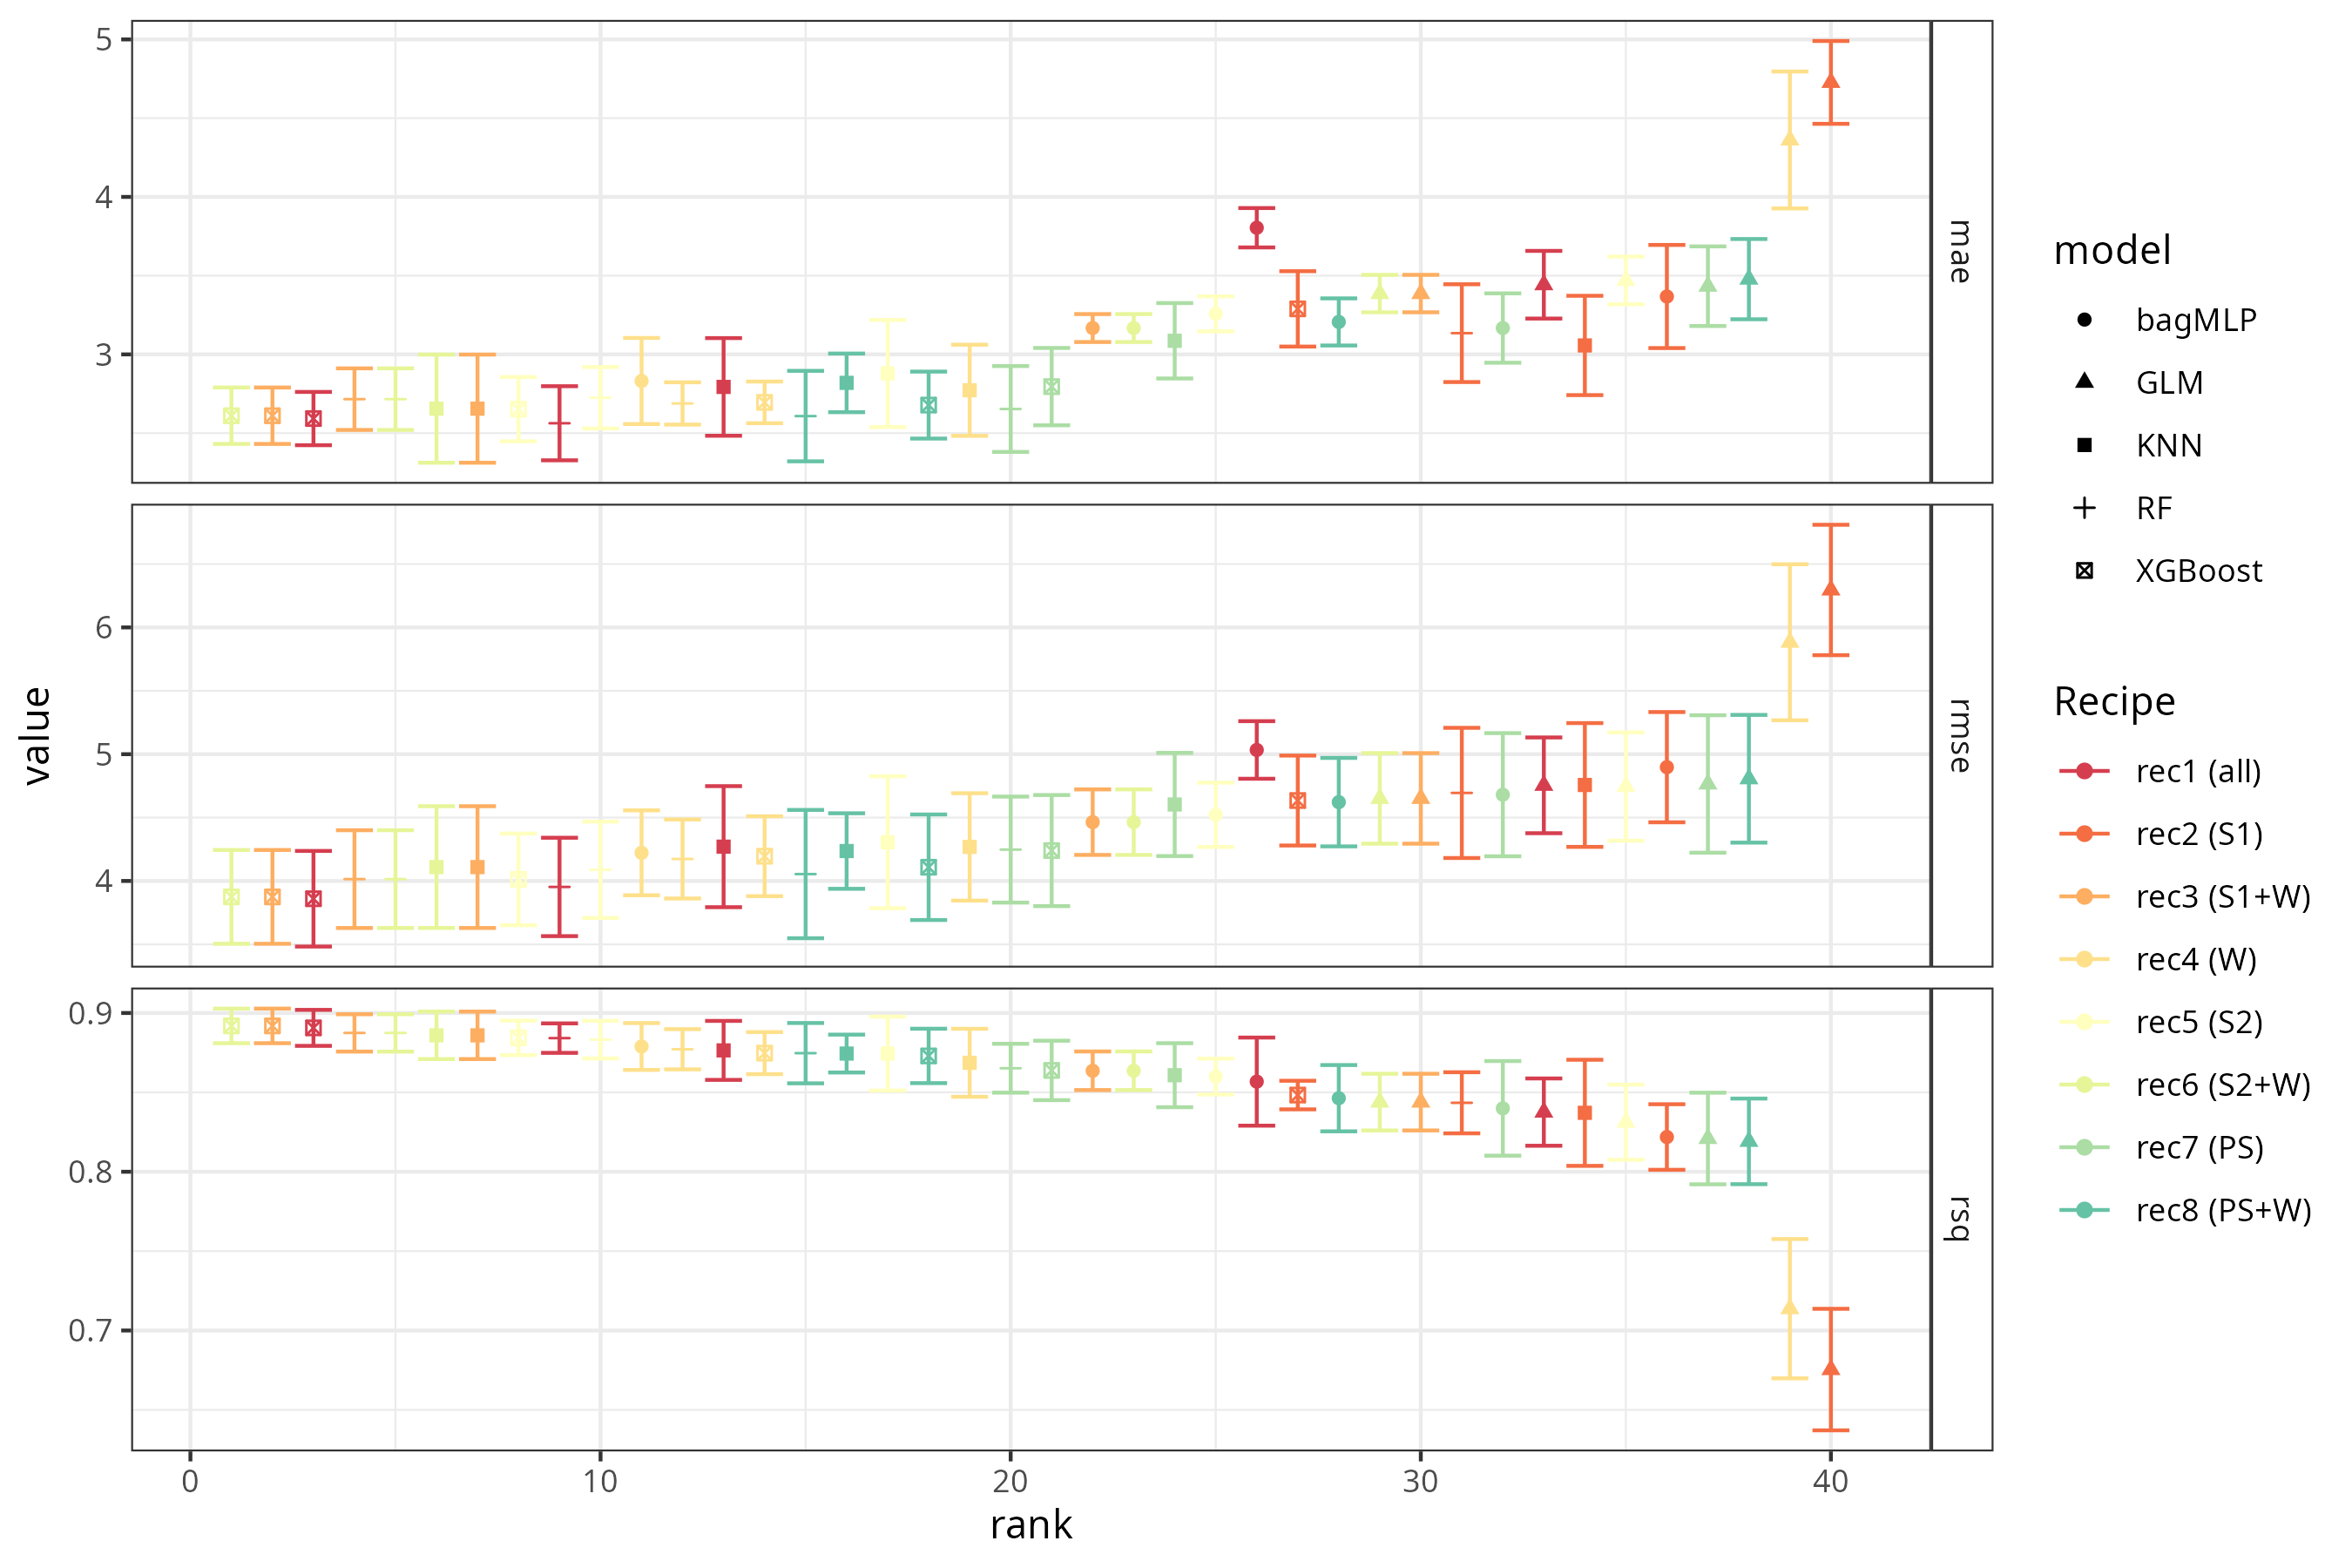 5
4
3
mae
6
5
4
rmse
0.9
0.8
0.7
rsq
value
0
10
20
30
40
rank
model
bagMLP
GLM
KNN
RF
XGBoost
Recipe
rec1 (all)
rec2 (S1)
rec3 (S1+W)
rec4 (W)
rec5 (S2)
rec6 (S2+W)
rec7 (PS)
rec8 (PS+W)